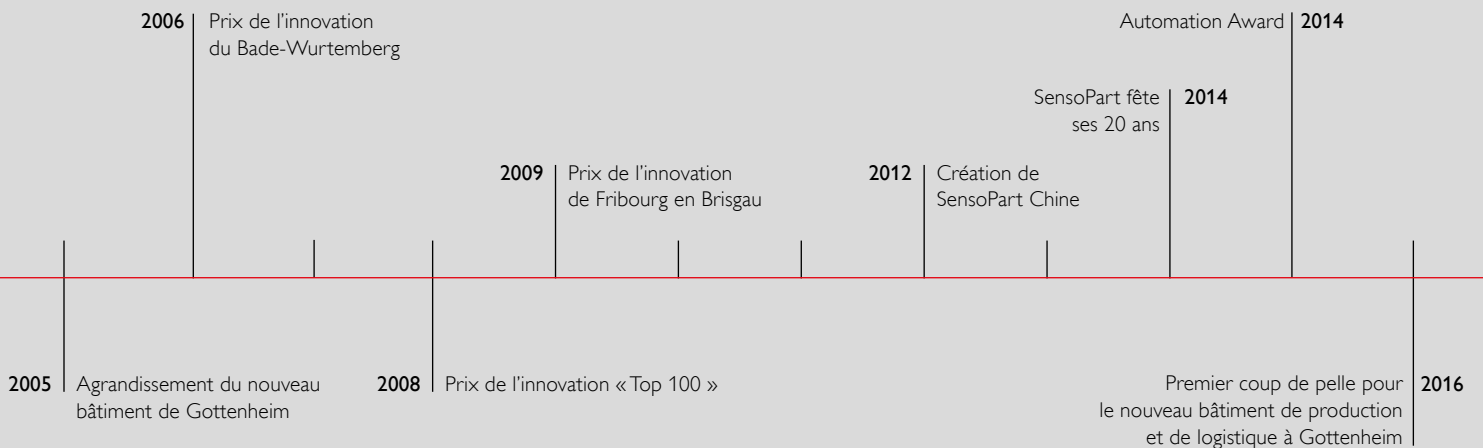 2006 Prix de l'innovation
du Bade-Wurtemberg
Automation Award 2014
SensoPart fête 2014
ses 20 ans
2009 Prix de l'innovation
de Fribourg en Brisgau
2012 Création de
SensoPart Chine
2005 Agrandissement du nouveau
bâtiment de Gottenheim
2008 Prix de l'innovation « Top 100 »
Premier coup de pelle pour 2016
le nouveau bâtiment de production
et de logistique à Gottenheim